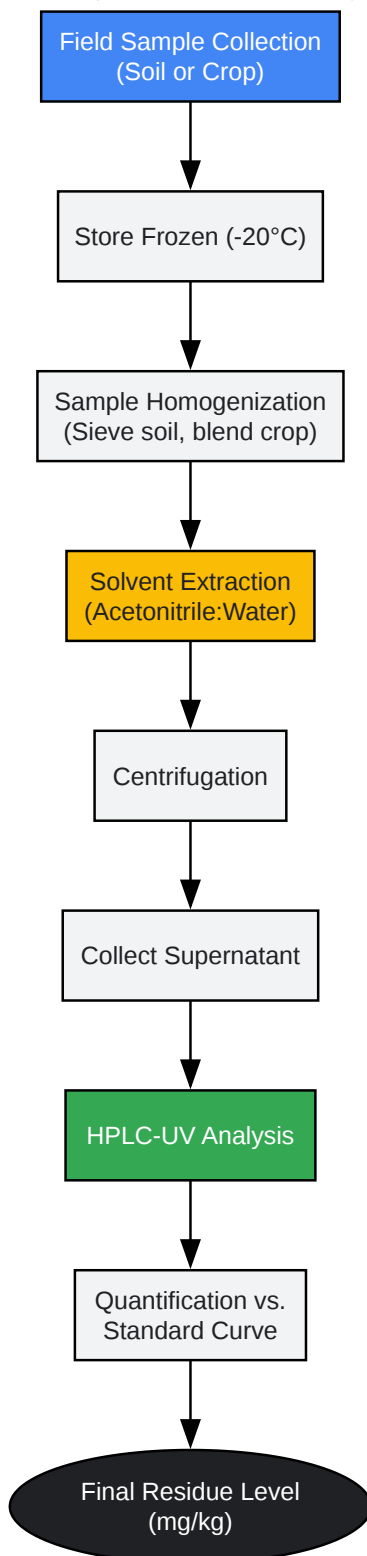 Field Sample Collection
(Soil or Crop)
Store Frozen (-20°C)
Sample Homogenization
(Sieve soil, blend crop)
Solvent Extraction
(Acetonitrile:Water)
Centrifugation
Collect Supernatant
HPLC-UV Analysis
Quantification vs.
Standard Curve
Final Residue Level
(mg/kg)